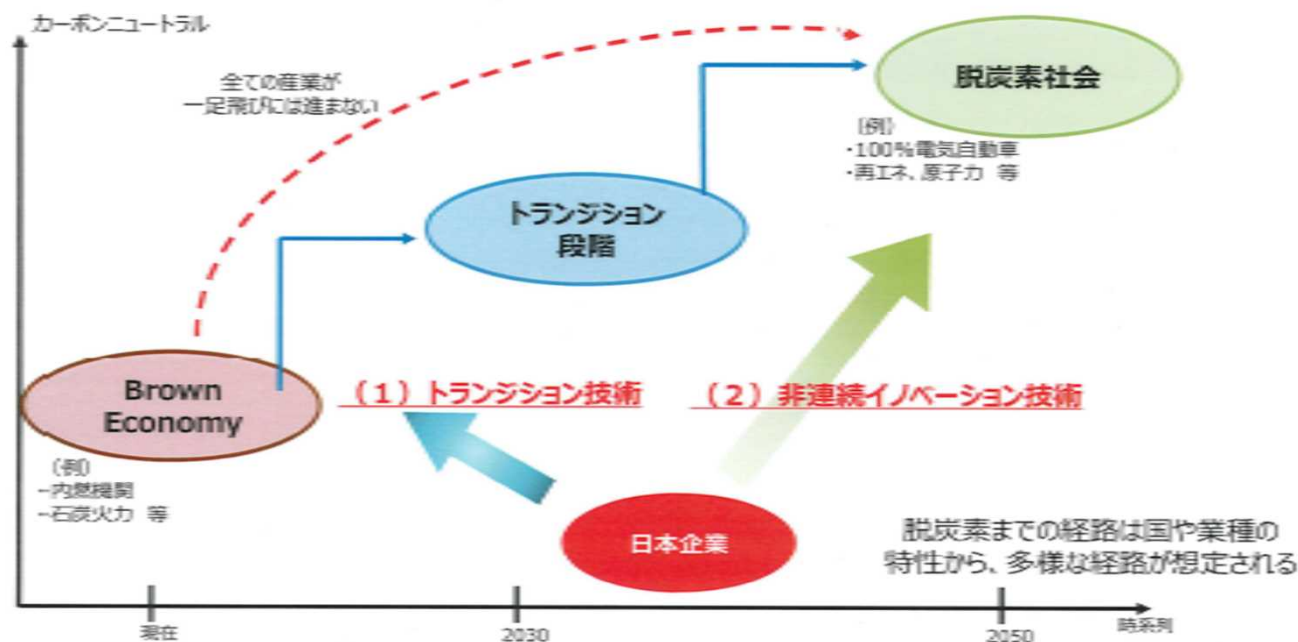 カーボンニュートラル
全ての産業が
一足飛びには進まない
脱炭素社会
(例)
・100%電気自動車
・再エネ、原子力 等
トランジション
段階
Brown
Economy
(1)トランジション技術
(2)非連続イノベーション技術
(例)
-内燃機関
-石炭火力 等
日本企業
脱炭素までの経路は国や業種の
特性から、多様な経路が想定される
現在
2030
2050
時系列